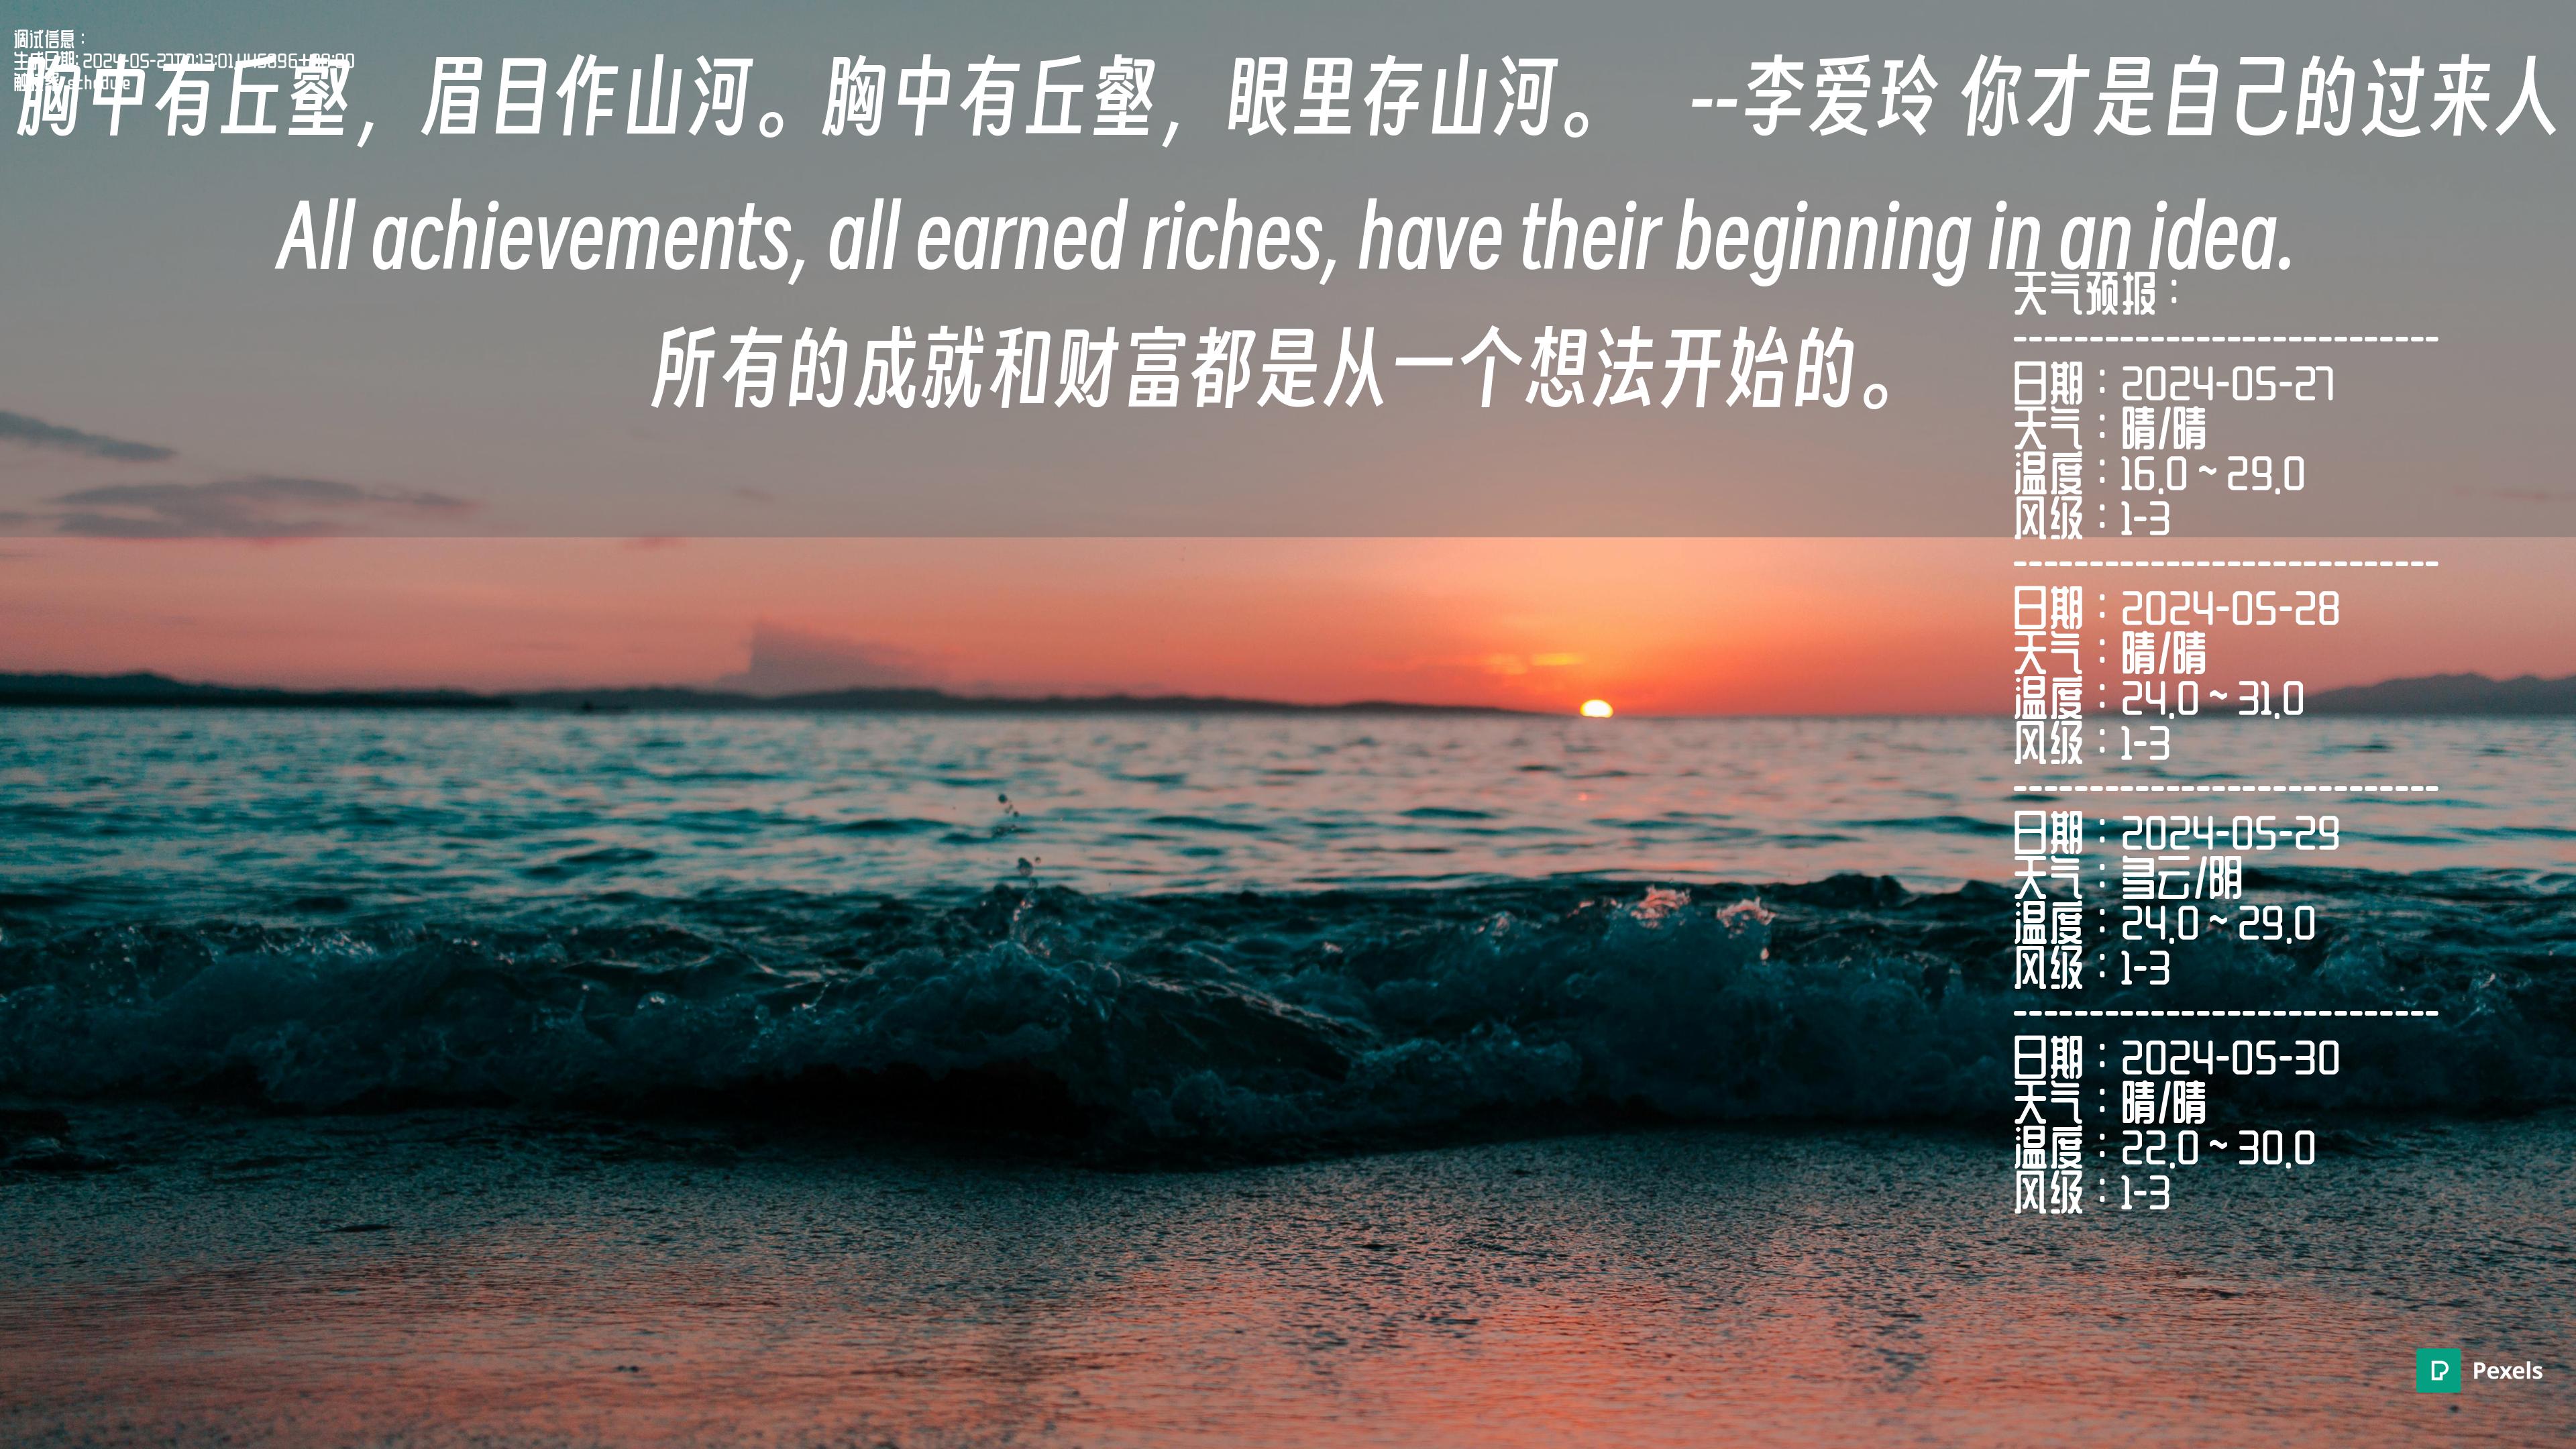 调试信息：
生成日期: 2024-05-27T
schedule
胸中有丘壑，眉目作山河。胸中有丘壑，眼里存山河。 --李爱玲 你才是自己的过来人
All achievements, all earned riches, have their beginning in an idea.
所有的成就和财富都是从一个想法开始的。
天气预报：
----------------------------
日期：2024-05-27
天气：晴/晴
温度：16.0 ~ 29.0
风级：1-3
----------------------------
日期：2024-05-28
天气：晴/晴
温度：24.0 ~ 31.0
风级：1-3
----------------------------
日期：2024-05-29
天气：多云/阴
温度：24.0 ~ 29.0
风级：1-3
----------------------------
日期：2024-05-30
天气：晴/晴
温度：22.0 ~ 30.0
风级：1-3
Pexels